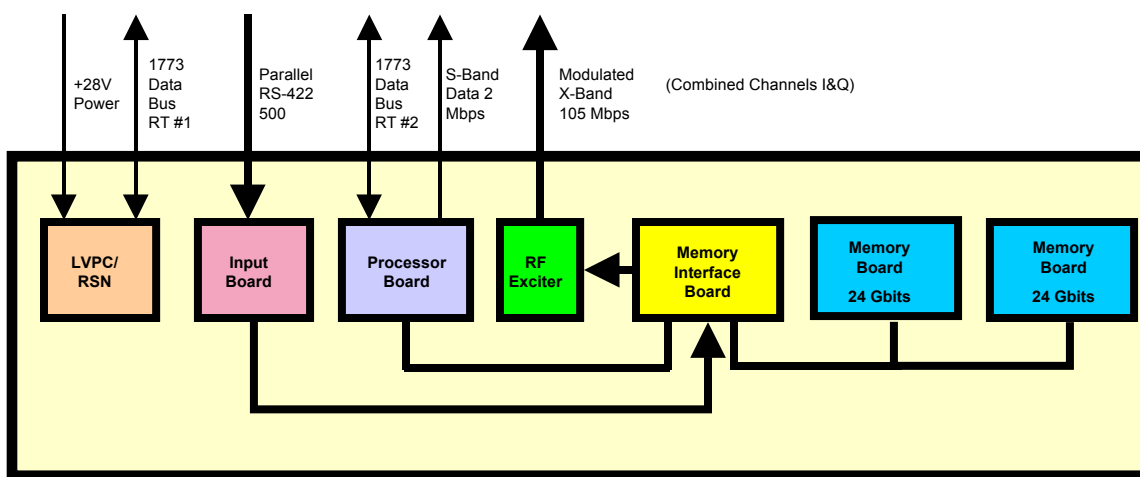 +28V
Power
1773
Data
Bus
RT #1
Parallel
RS-422
500
1773
Data
Bus
RT #2
S-Band
Data 2
Mbps
Modulated
X-Band
105 Mbps
(Combined Channels I&Q)
LVPC/
RSN
Input
Board
Processor
Board
RF
Exciter
Memory
Interface
Board
Memory
Board
24 Gbits
Memory
Board
24 Gbits